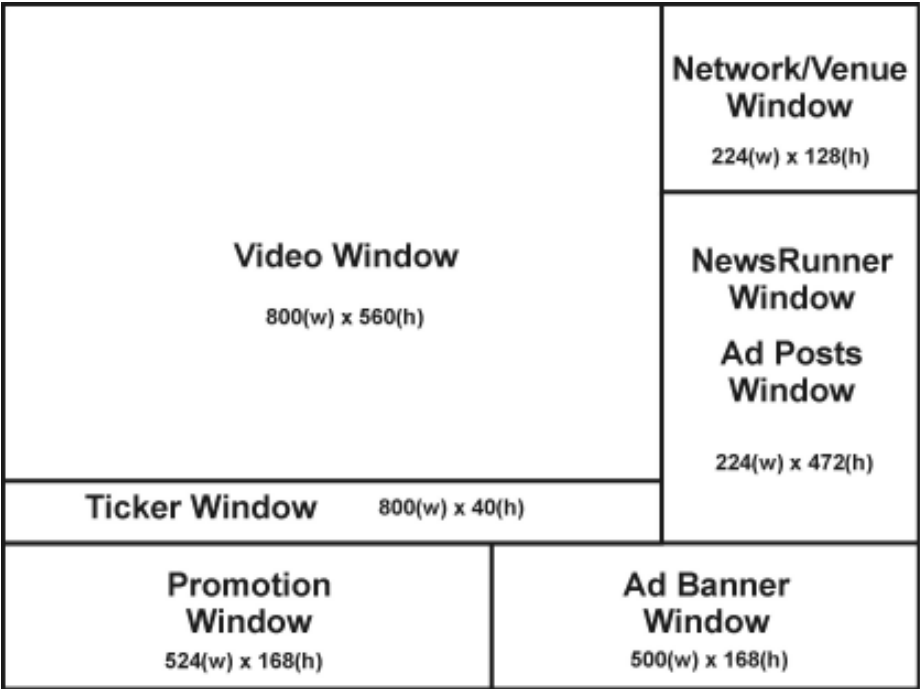 Network/Venue
Window
224(w) x 128(h)
Video Window
800(w) x 560(h)
NewsRunner
Window
Ad Posts
Window
224(w) x 472(h)
Ticker Window 800(w) x 40(h)
Promotion
Window
524(w) x 168(h)
Ad Banner
Window
500(w) x 168(h)